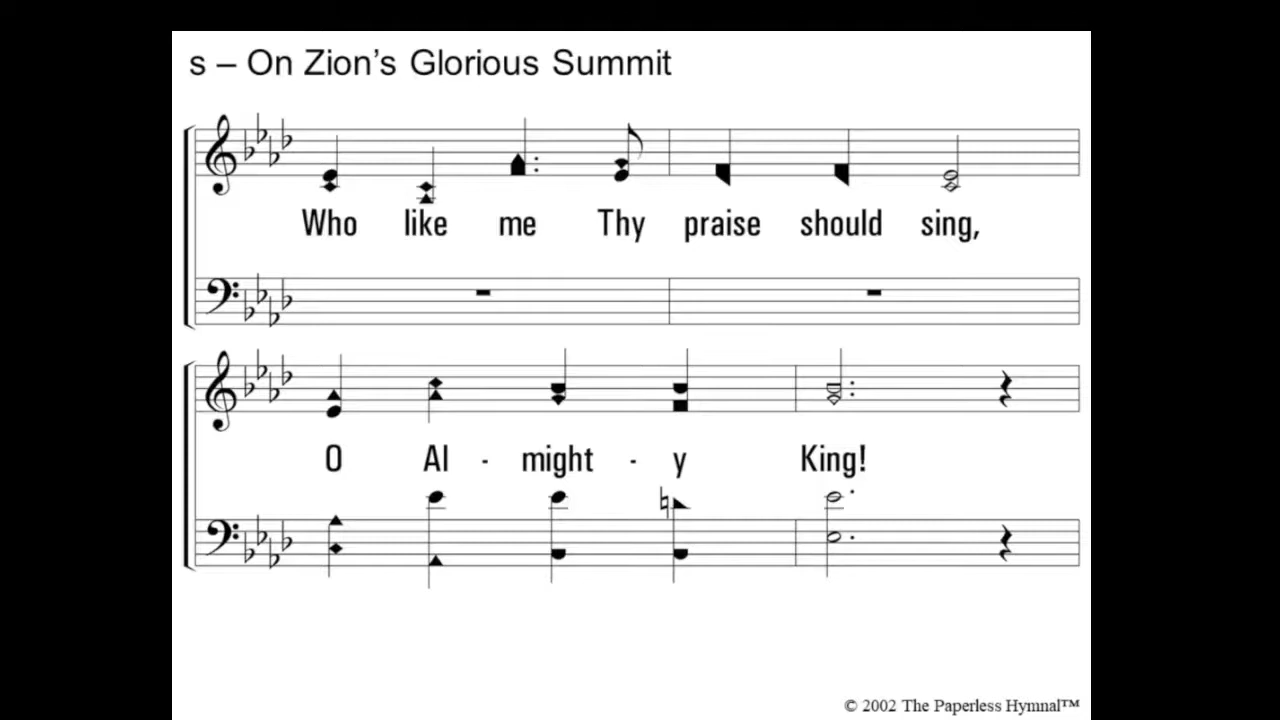 s – On Zion’s Glorious Summit
Who like me Thy praise should sing,
O Al - might - y King!
© 2002 The Paperless Hymnal™